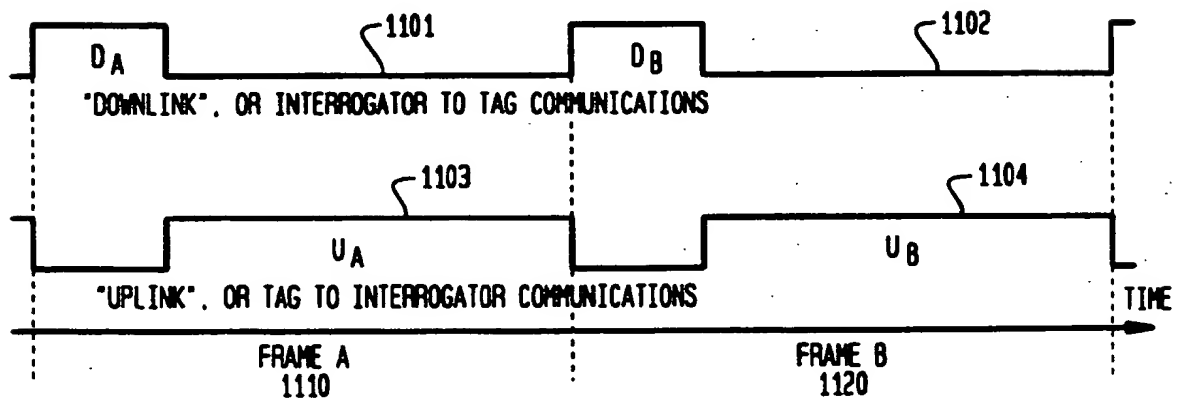 1101
1102
D_A
D_B
"DOWNLINK", OR INTERROGATOR TO TAG COMMUNICATIONS
1103
1104
U_A
U_B
"UPLINK", OR TAG TO INTERROGATOR COMMUNICATIONS
TIME
FRAME A
1110
FRAME B
1120